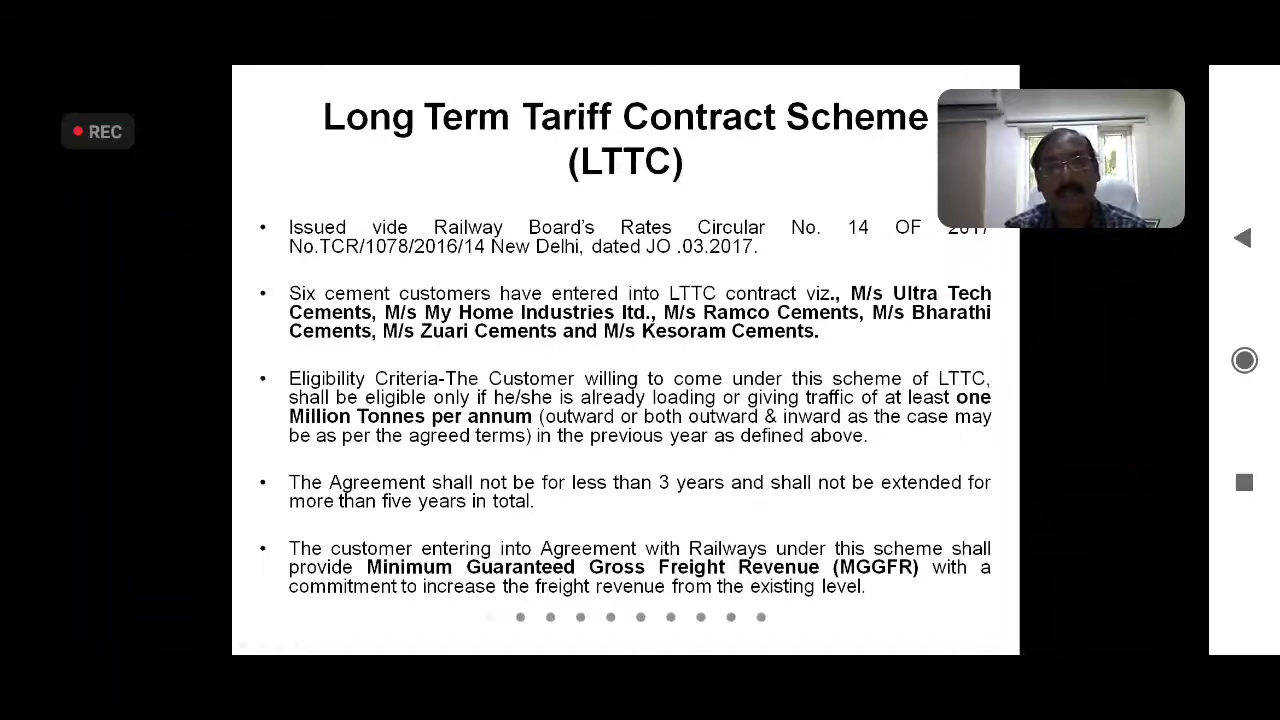 REC
Long Term Tariff Contract Scheme
(LTTC)
• Issued vide Railway Board's Rates Circular No. 14 OF 2017
No.TCR/1078/2016/14 New Delhi, dated JO .03.2017.
• Six cement customers have entered into LTTC contract viz., M/s Ultra Tech
Cements, M/s My Home Industries ltd., M/s Ramco Cements, M/s Bharathi
Cements, M/s Zuari Cements and M/s Kesoram Cements.
• Eligibility Criteria-The Customer willing to come under this scheme of LTTC,
shall be eligible only if he/she is already loading or giving traffic of at least one
Million Tonnes per annum (outward or both outward & inward as the case may
be as per the agreed terms) in the previous year as defined above.
• The Agreement shall not be for less than 3 years and shall not be extended for
more than five years in total.
• The customer entering into Agreement with Railways under this scheme shall
provide Minimum Guaranteed Gross Freight Revenue (MGGFR) with a
commitment to increase the freight revenue from the existing level.